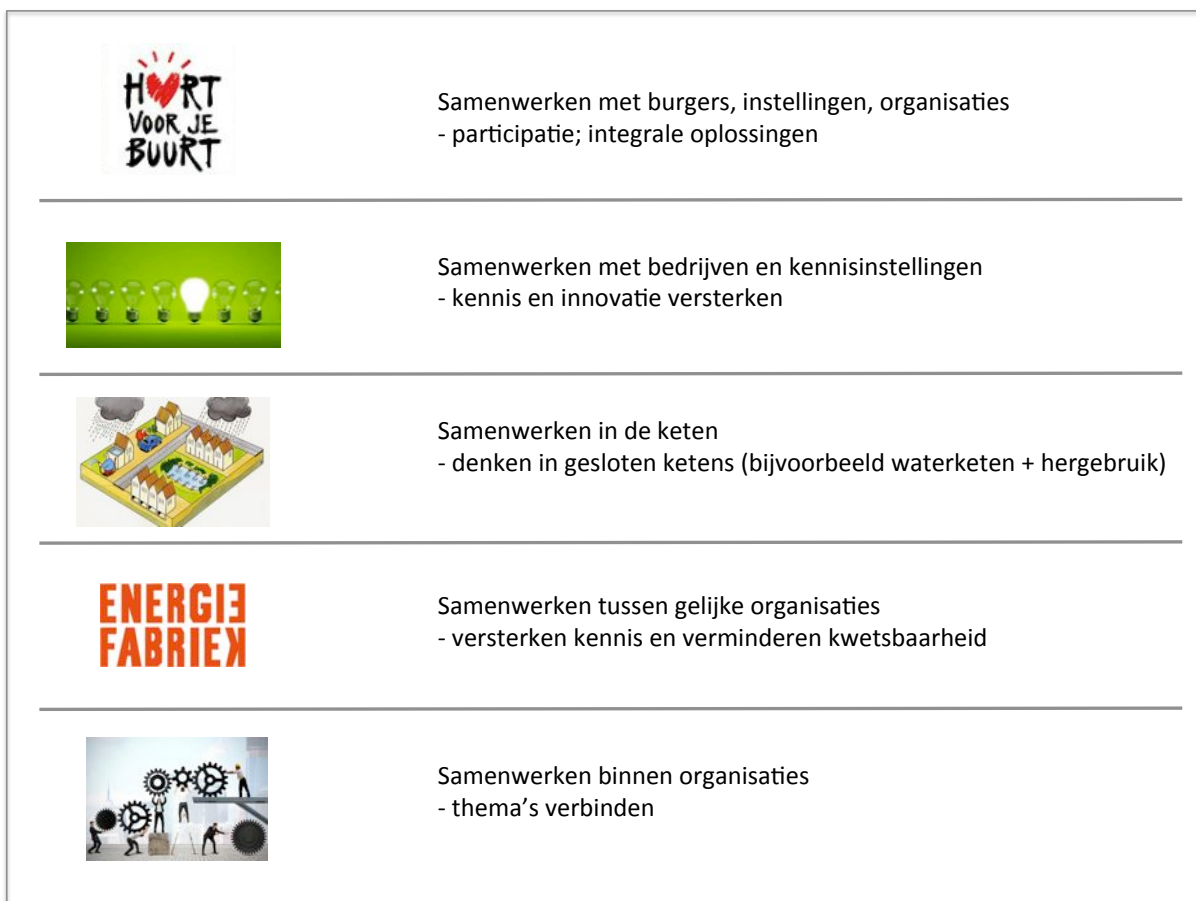 H♥RT
VOOR JE
BUURT
Samenwerken met burgers, instellingen, organisaties
- participatie; integrale oplossingen
Samenwerken met bedrijven en kennisinstellingen
- kennis en innovatie versterken
Samenwerken in de keten
- denken in gesloten ketens (bijvoorbeeld waterketen + hergebruik)
ENERGIE
FABRIEK
Samenwerken tussen gelijke organisaties
- versterken kennis en verminderen kwetsbaarheid
Samenwerken binnen organisaties
- thema’s verbinden